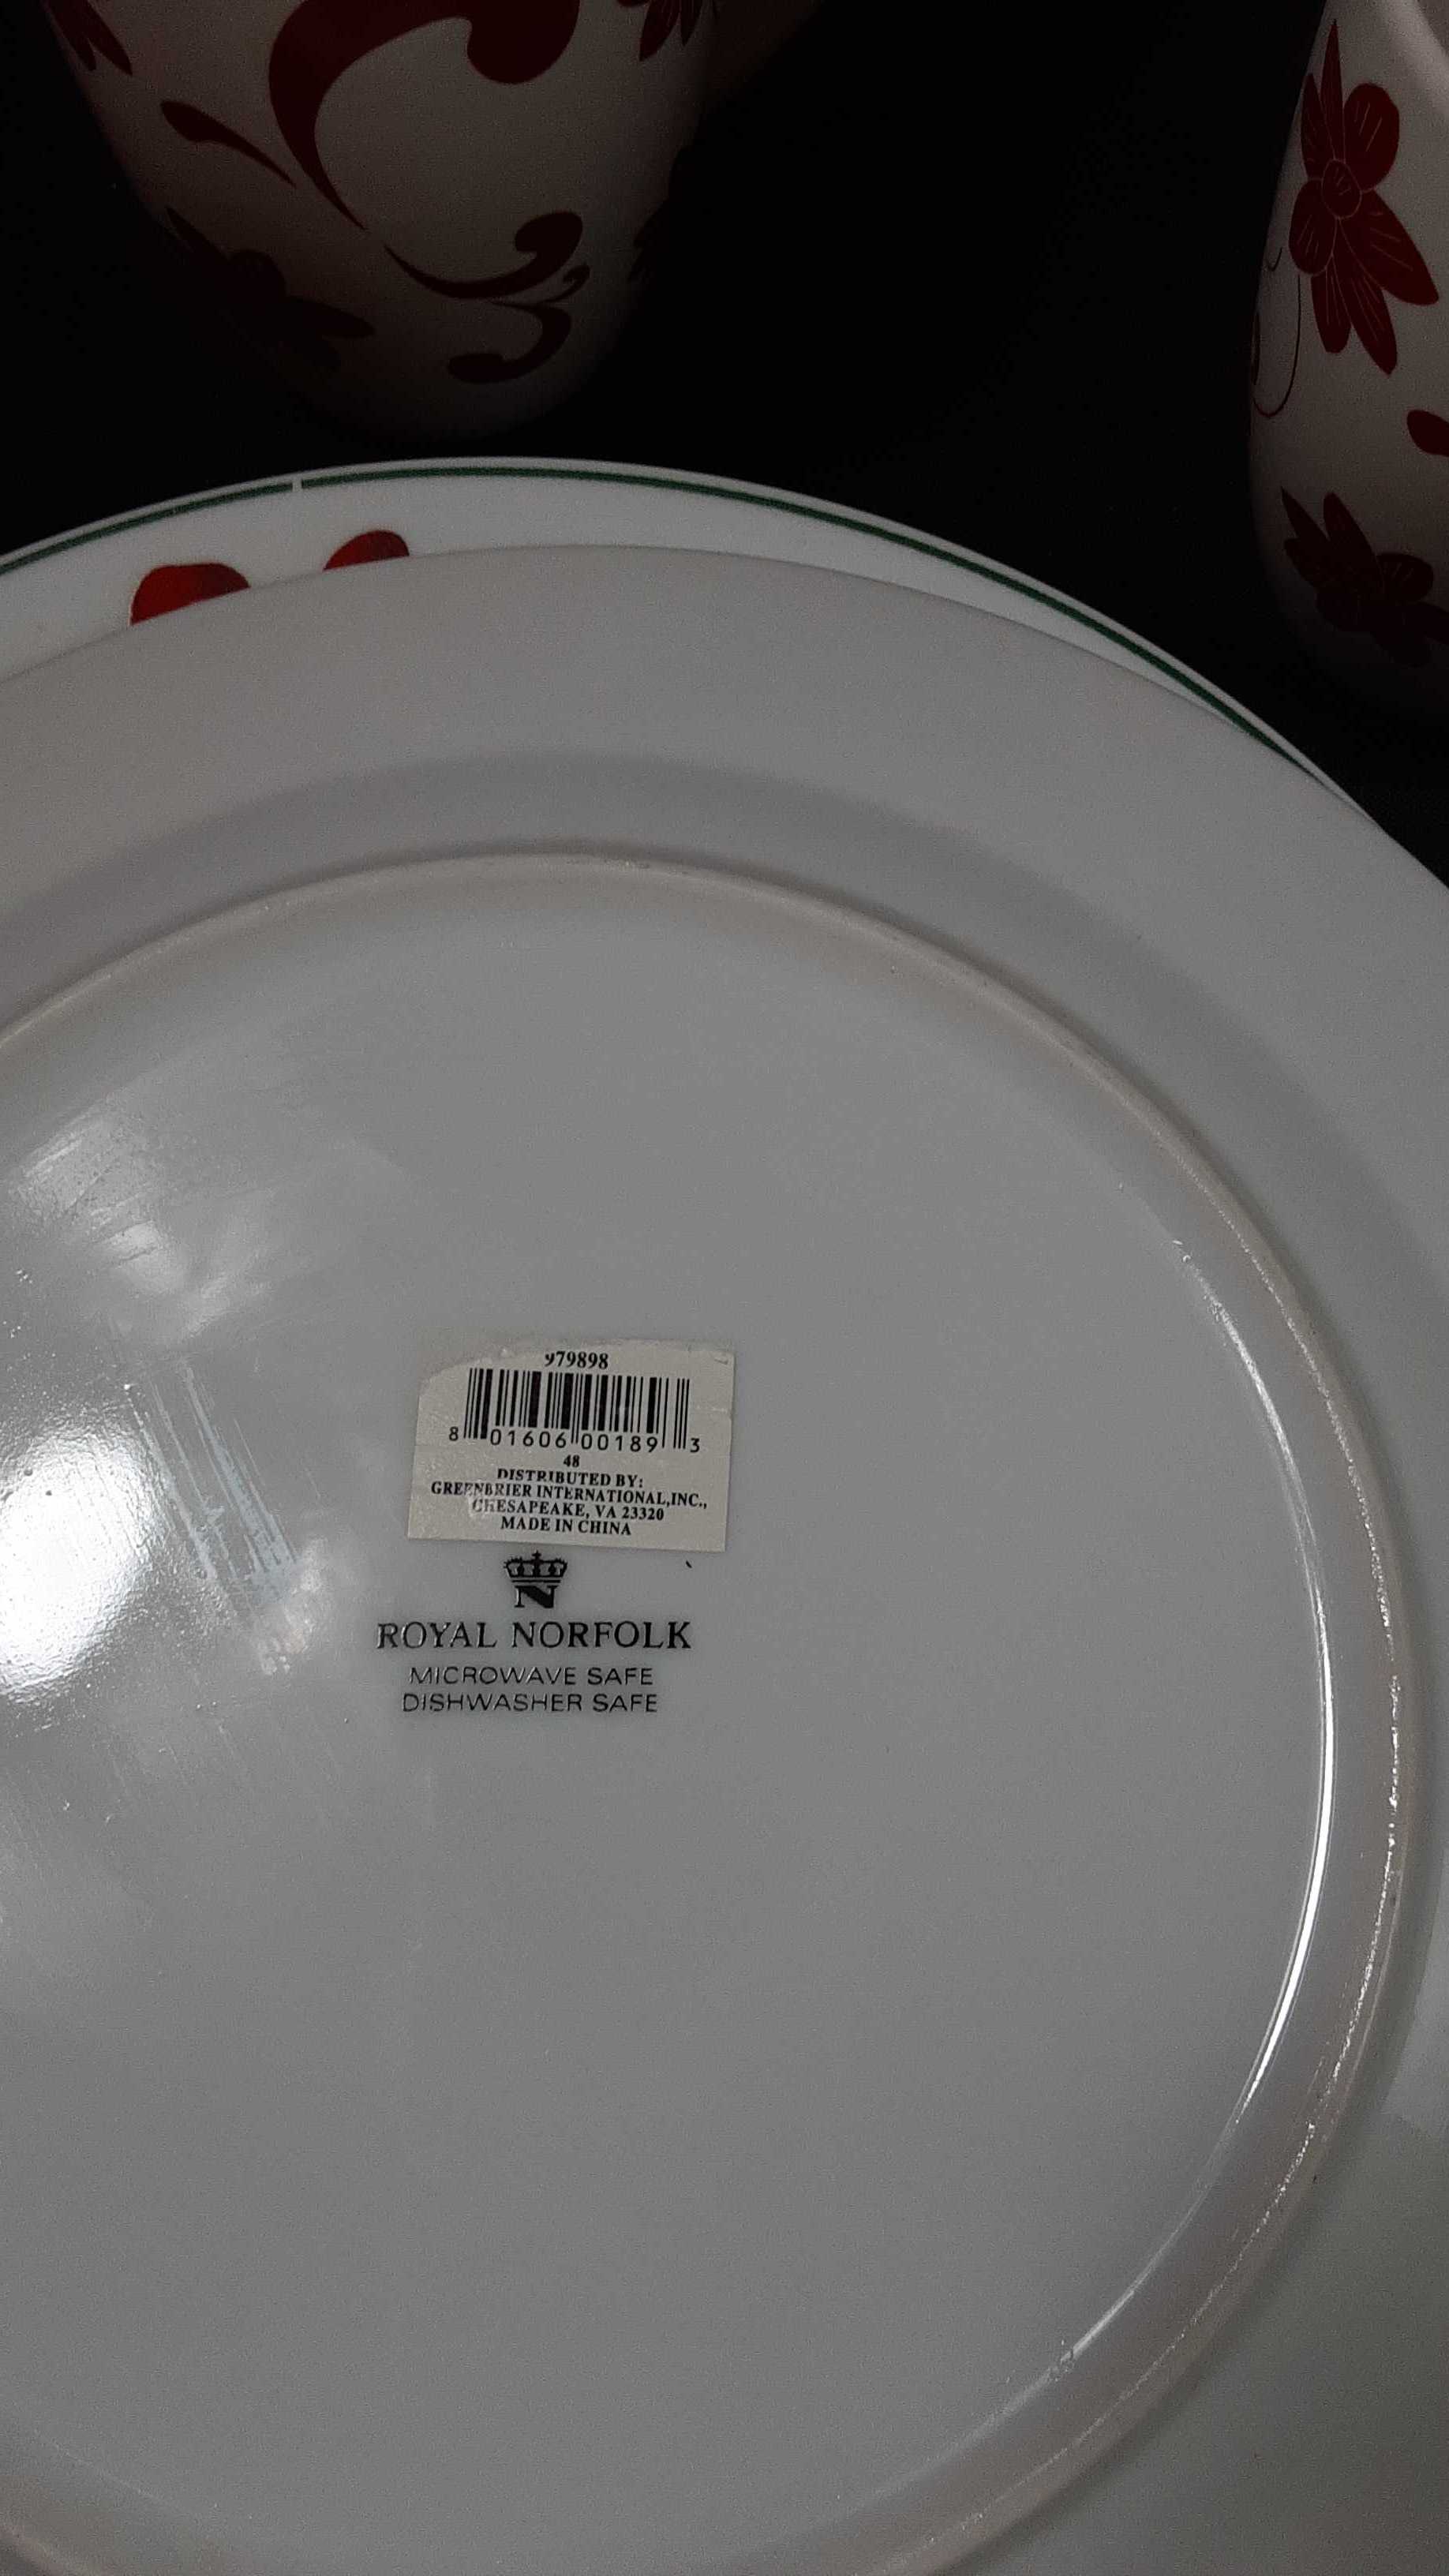 979898
8 01606 00189 3
48
DISTRIBUTED BY:
GREENBRIER INTERNATIONAL,INC.,
CHESAPEAKE, VA 23320
MADE IN CHINA
N
ROYAL NORFOLK
MICROWAVE SAFE
DISHWASHER SAFE